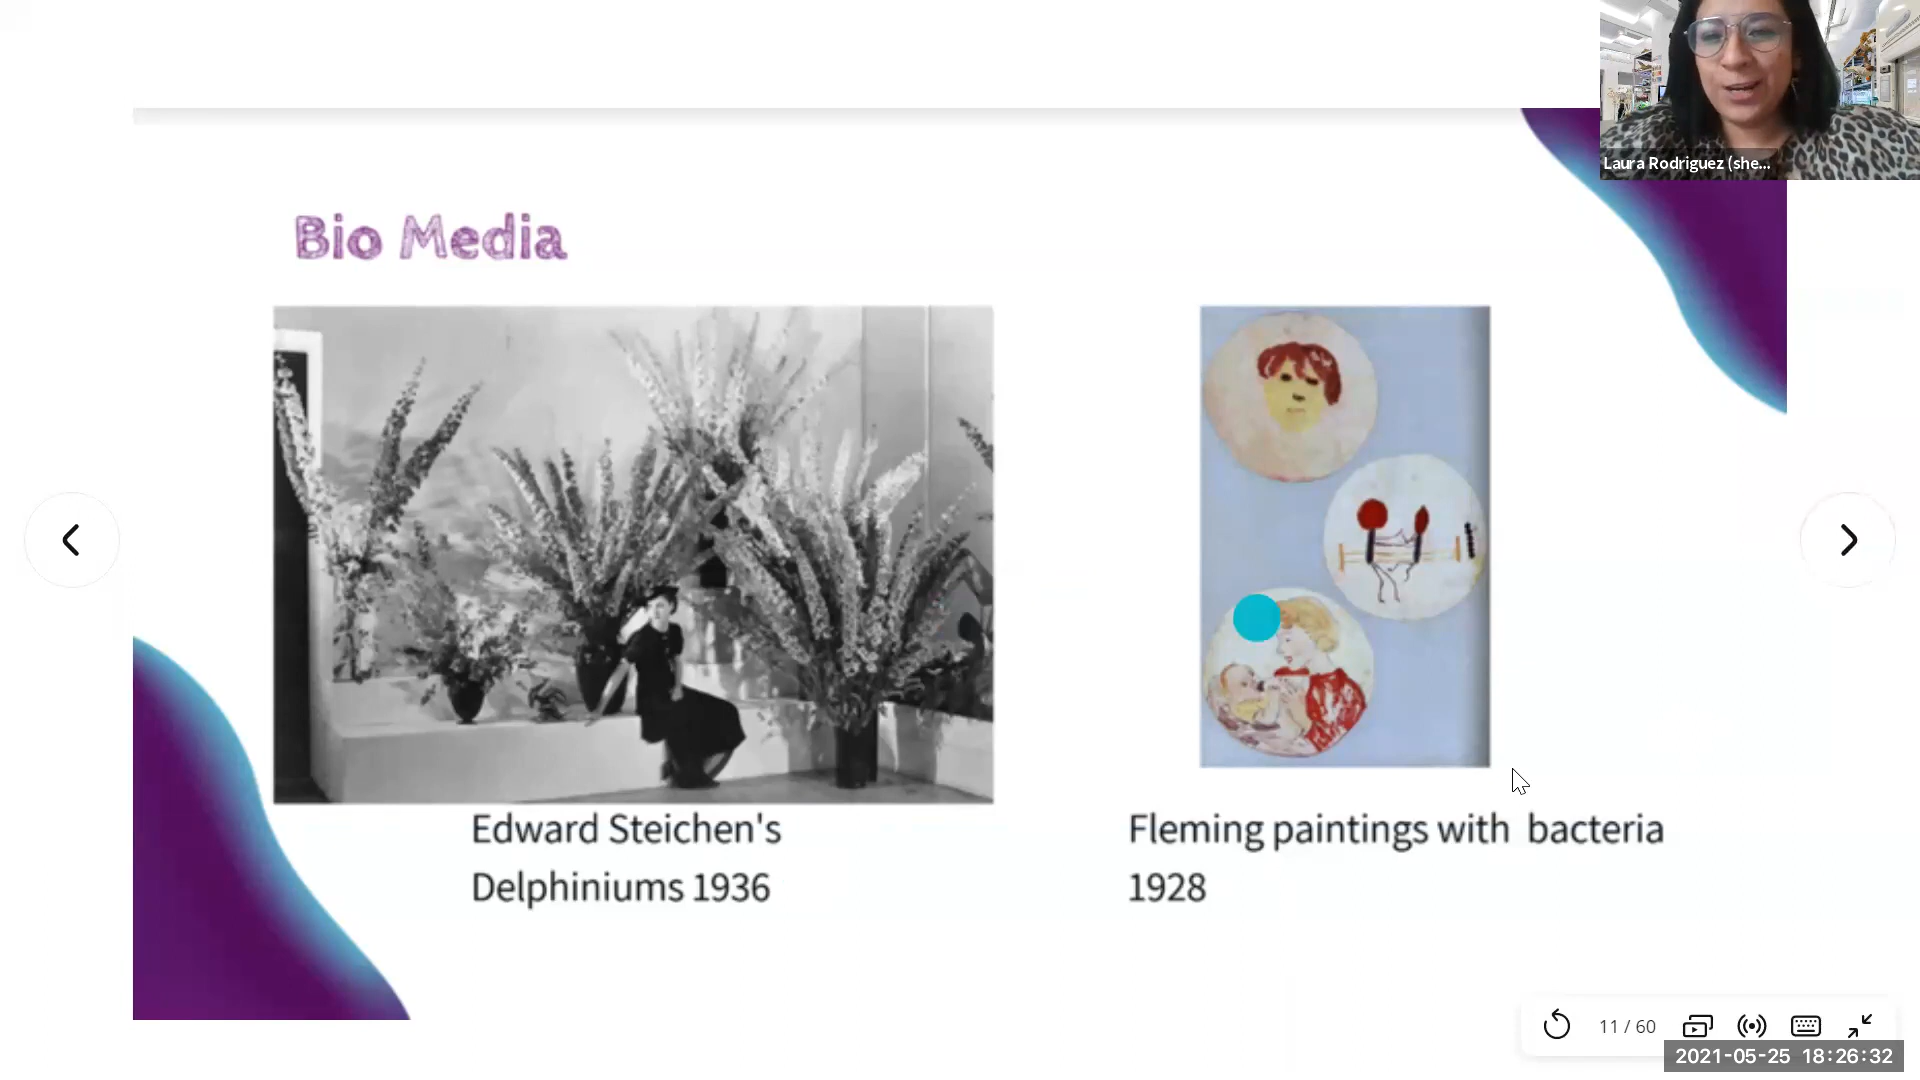 Laura Rodriguez (she...
Bio Media
Edward Steichen's
Delphiniums 1936
Fleming paintings with  bacteria
1928
11 / 60
2021-05-25 18:26:32